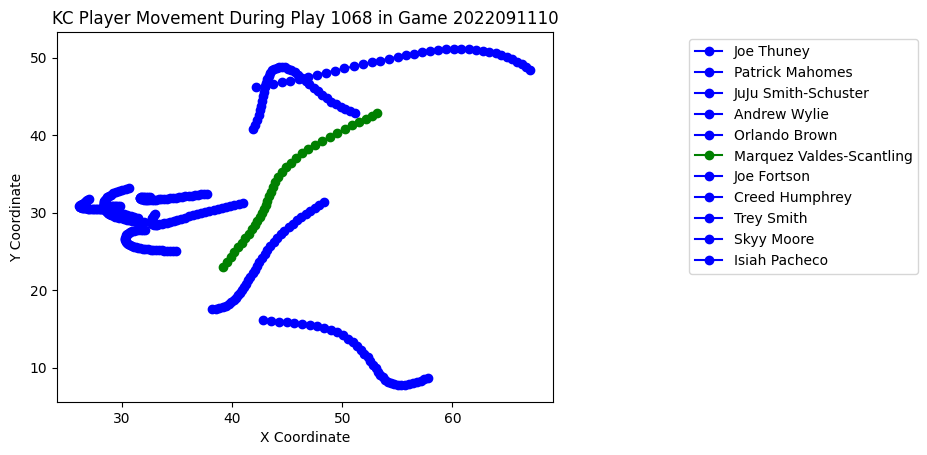 KC Player Movement During Play 1068 in Game 2022091110
50
40
30
20
10
Y Coordinate
30 40 50 60
X Coordinate
Joe Thuney
Patrick Mahomes
JuJu Smith-Schuster
Andrew Wylie
Orlando Brown
Marquez Valdes-Scantling
Joe Fortson
Creed Humphrey
Trey Smith
Skyy Moore
Isiah Pacheco